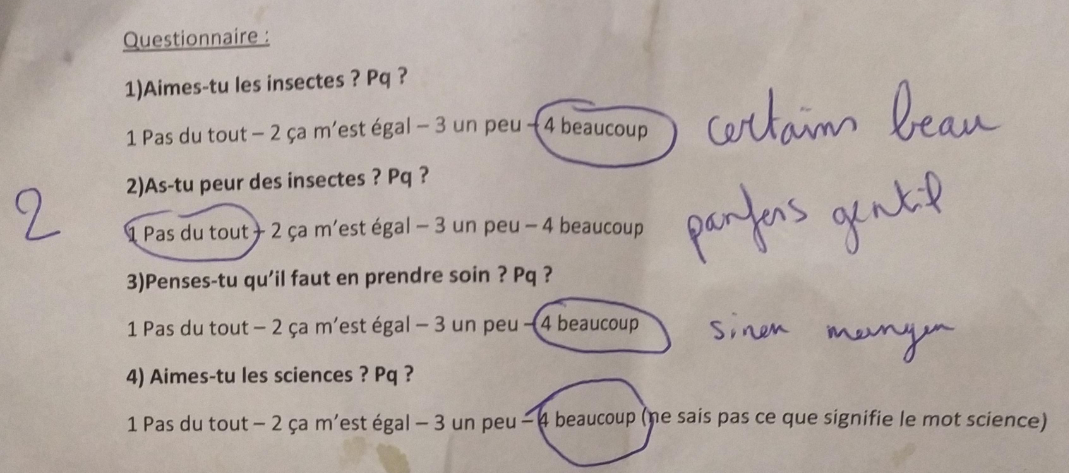 Questionnaire :
1)Aimes-tu les insectes ? Pq ?
1 Pas du tout – 2 ça m'est égal – 3 un peu – 4 beaucoup certains beau
2)As-tu peur des insectes ? Pq ?
2
1 Pas du tout – 2 ça m'est égal – 3 un peu – 4 beaucoup parfois gentil
3)Penses-tu qu'il faut en prendre soin ? Pq ?
1 Pas du tout – 2 ça m'est égal – 3 un peu – 4 beaucoup sinon manger
4) Aimes-tu les sciences ? Pq ?
1 Pas du tout – 2 ça m'est égal – 3 un peu – 4 beaucoup (ne sais pas ce que signifie le mot science)